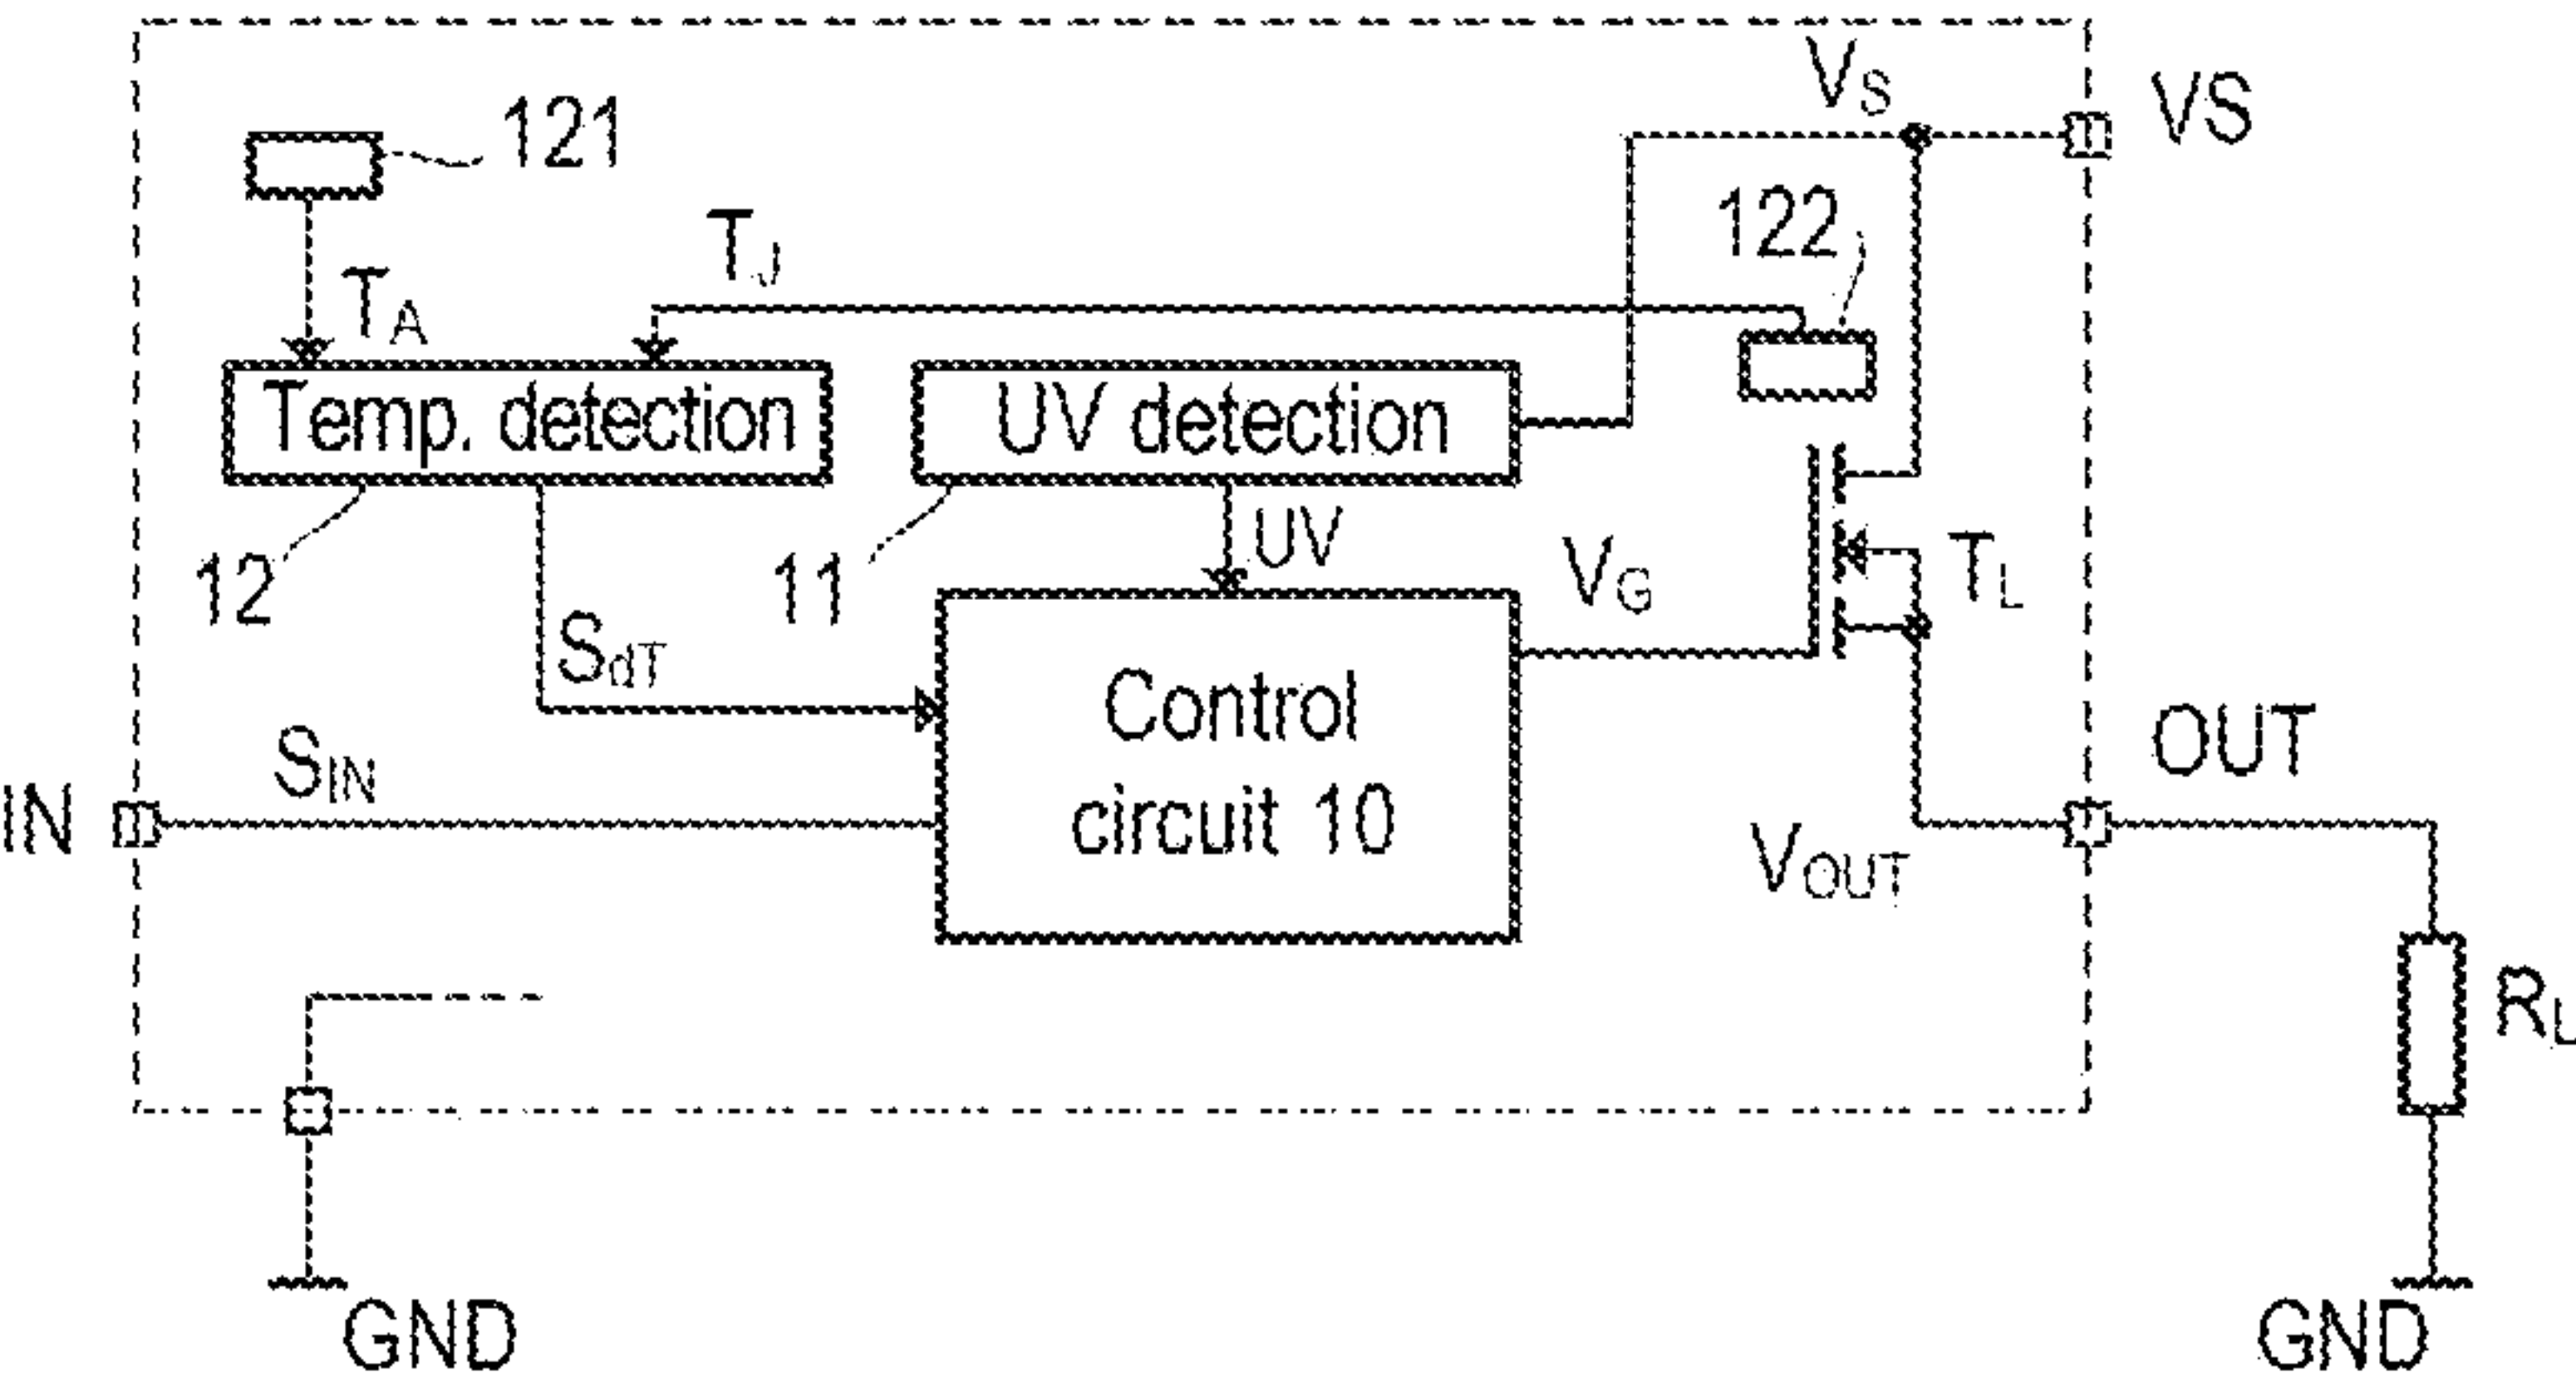 VS
VS
121
122
TJ
TA
Temp. detection
UV detection
12
11
UV
VG
TL
SdT
Control
circuit 10
SIN
IN
OUT
VOUT
RL
GND
GND